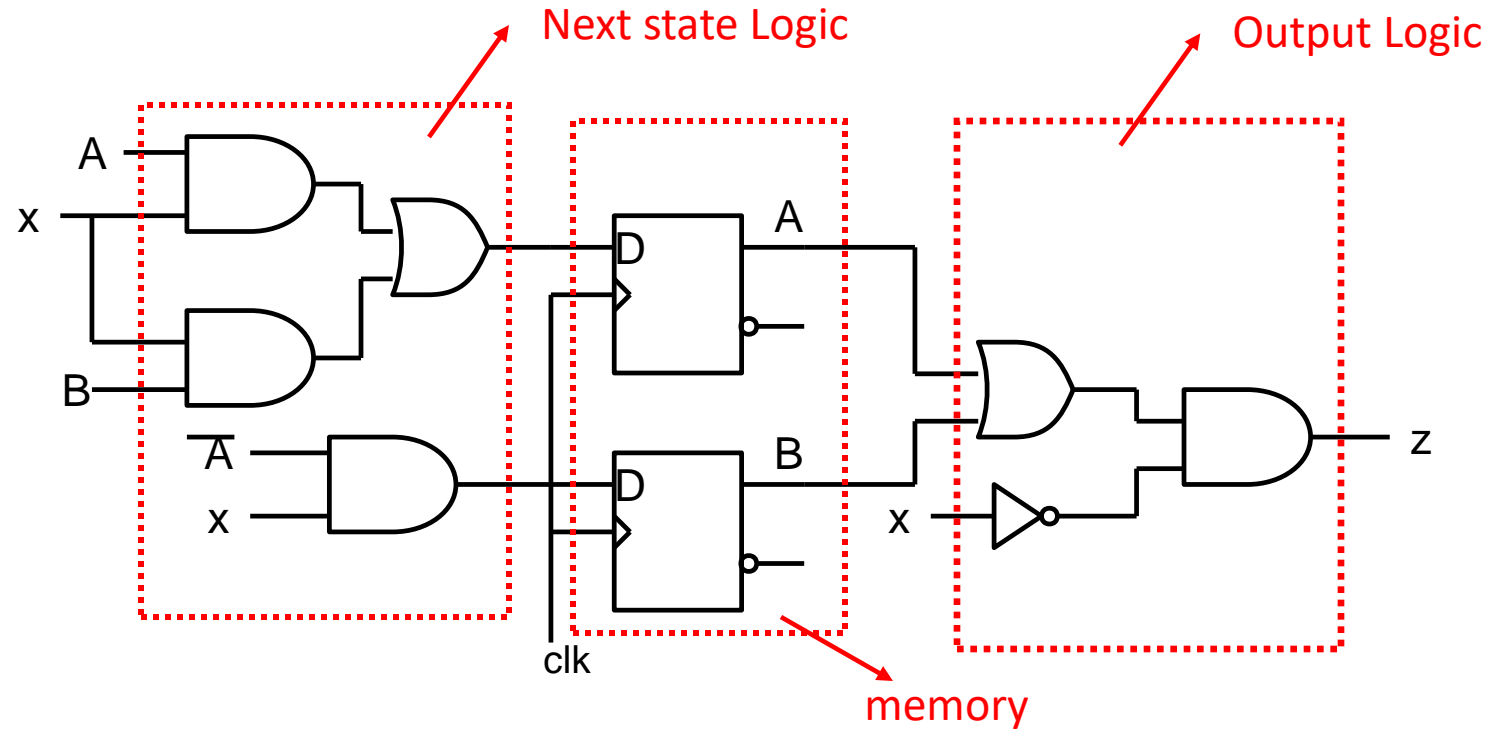 Next state Logic
Output Logic
A
x
B
A̅
x
D
A
D
B
clk
x
z
memory